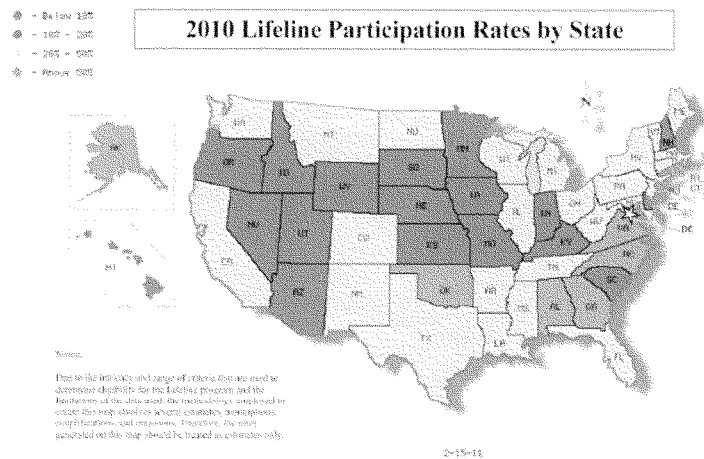 - Below 10%
- 10% - 20%
- 20% - 50%
- Above 50%
2010 Lifeline Participation Rates by State
N
WA
MT
ND
MN
WI
MI
NY
ME
NH
OR
ID
WY
SD
IA
NE
IL
IN
OH
PA
WV
VA
NJ
CT
DE
DC
NV
UT
CO
KS
MO
KY
TN
NC
SC
CA
AZ
NM
OK
AR
TX
LA
MS
AL
GA
FL
AK
HI
Notes:
Due to the intricacy and range of criteria that are used to
determine eligibility for the Lifeline program and the
limitations of the data used, the methodology employed to
create this map involves several estimates, assumptions,
simplifications, and omissions. Therefore, the rates
presented on this map should be treated as estimates only.
2-15-11